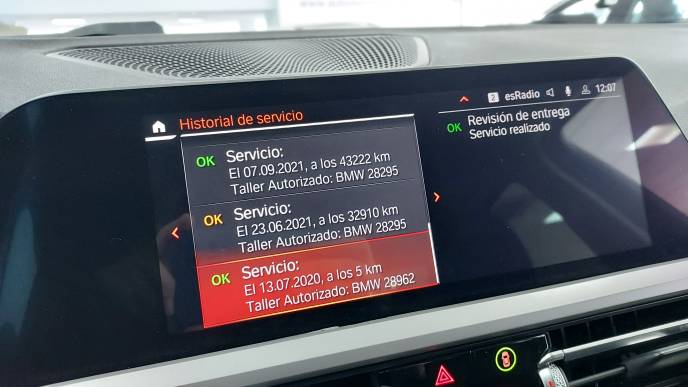 2 esRadio 12:07
Historial de servicio
OK Servicio:
El 07.09.2021, a los 43222 km
Taller Autorizado: BMW 28295
OK Servicio:
El 23.06.2021, a los 32910 km
Taller Autorizado: BMW 28295
OK Servicio:
El 13.07.2020, a los 5 km
Taller Autorizado: BMW 28962
OK Revisión de entrega
Servicio realizado